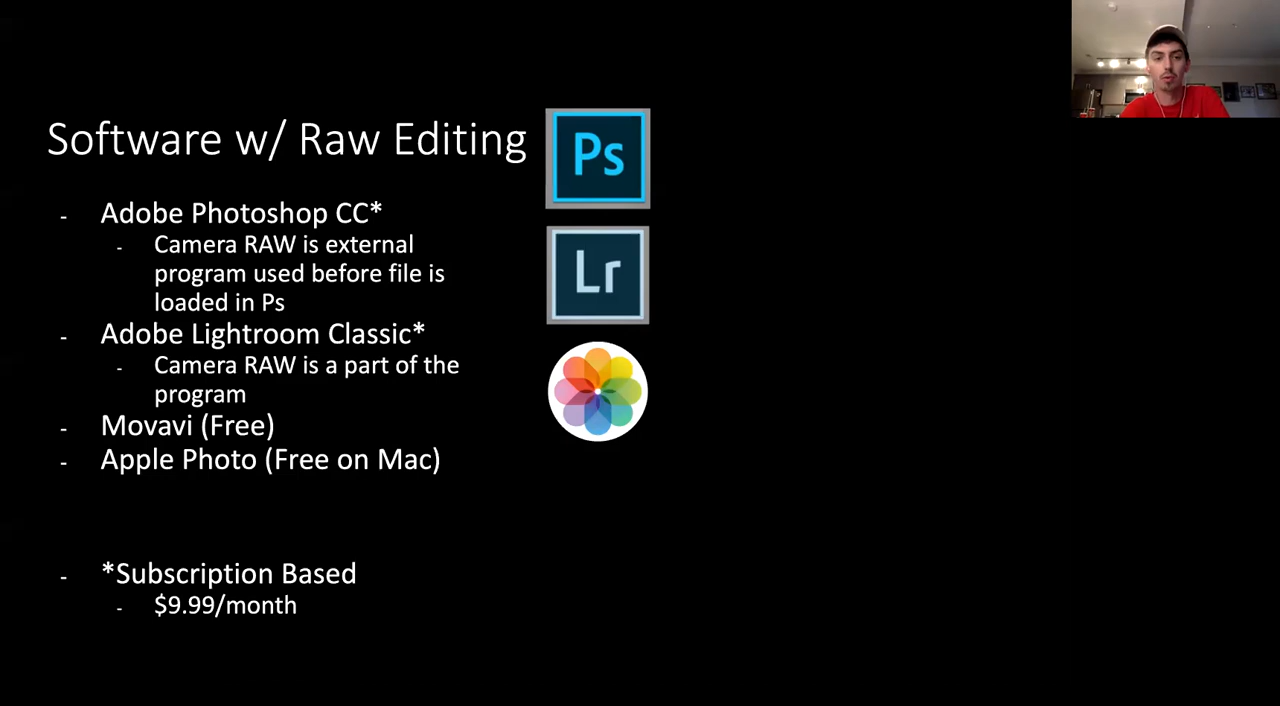 Software w/ Raw Editing
Ps
- Adobe Photoshop CC*
- Camera RAW is external
program used before file is
loaded in Ps
Lr
- Adobe Lightroom Classic*
- Camera RAW is a part of the
program
- Movavi (Free)
- Apple Photo (Free on Mac)
- *Subscription Based
- $9.99/month